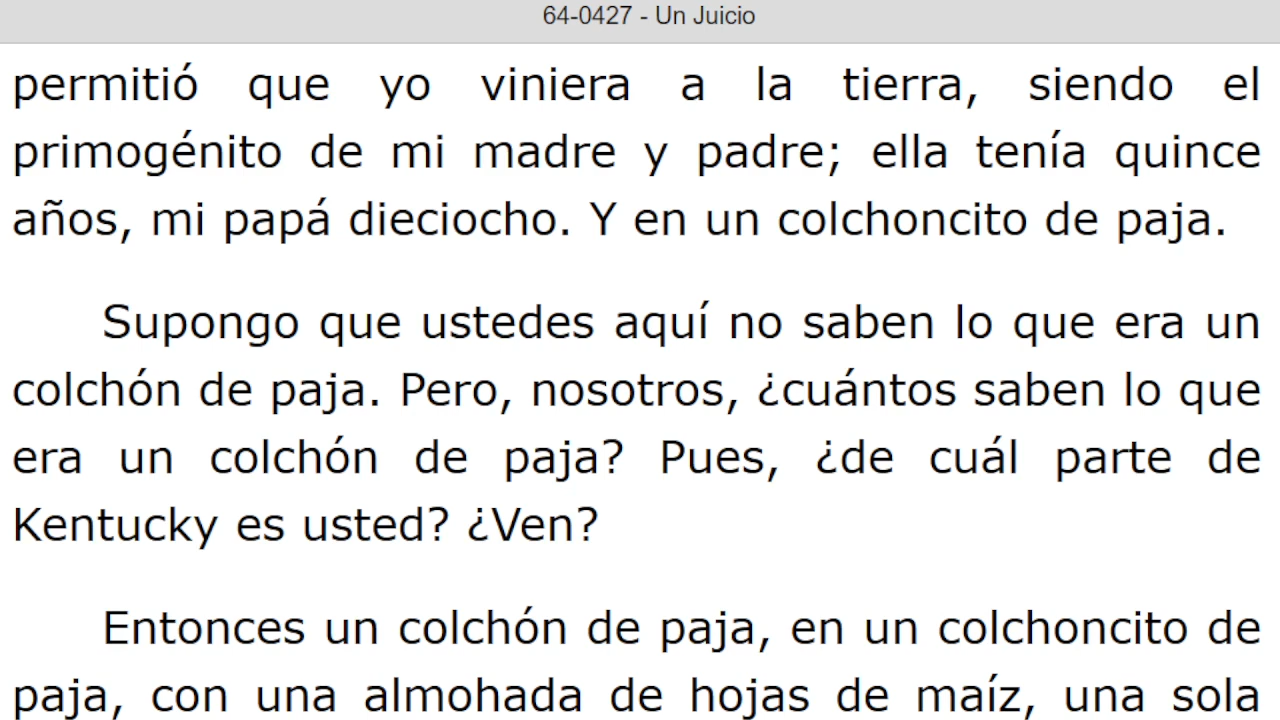 64-0427 - Un Juicio
permitió que yo viniera a la tierra, siendo el
primogénito de mi madre y padre; ella tenía quince
años, mi papá dieciocho. Y en un colchoncito de paja.
Supongo que ustedes aquí no saben lo que era un
colchón de paja. Pero, nosotros, ¿cuántos saben lo que
era un colchón de paja? Pues, ¿de cuál parte de
Kentucky es usted? ¿Ven?
Entonces un colchón de paja, en un colchoncito de
paja, con una almohada de hojas de maíz, una sola